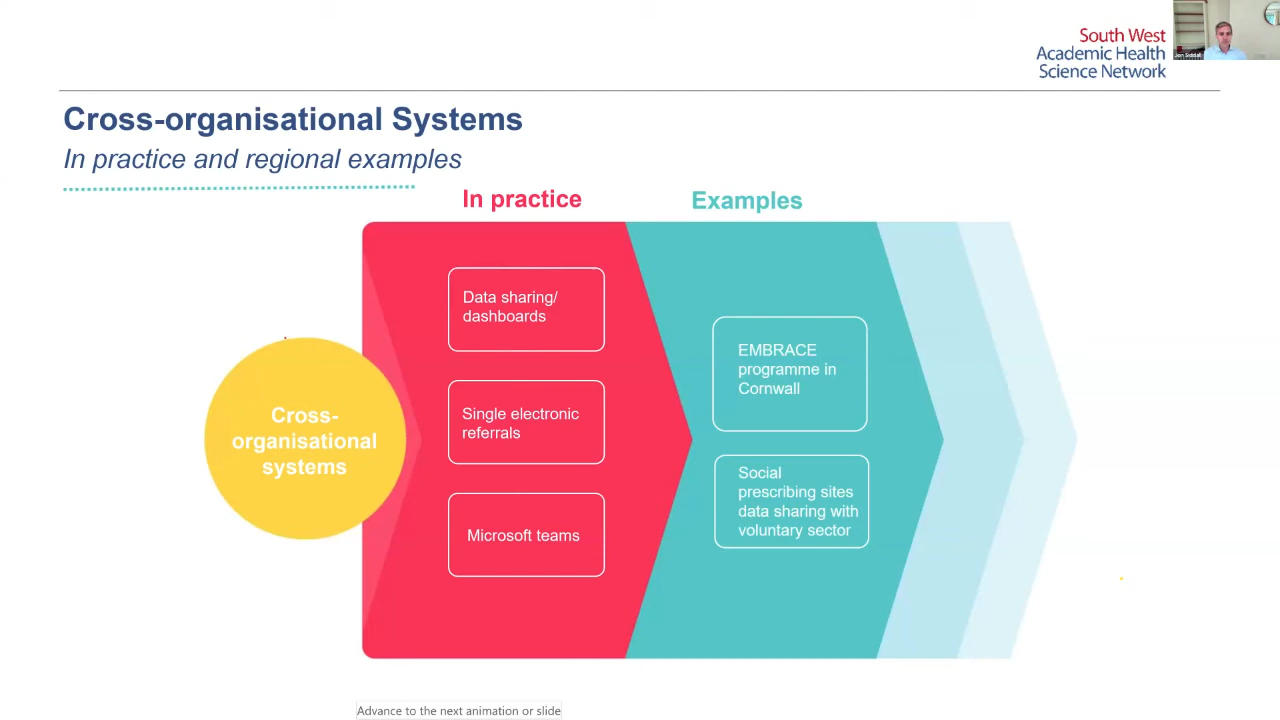 South West
Academic Health
Science Network
Jon Siddall
Cross-organisational Systems
In practice and regional examples
In practice
Examples
Data sharing/
dashboards
Single electronic
referrals
Microsoft teams
EMBRACE
programme in
Cornwall
Social
prescribing sites
data sharing with
voluntary sector
Cross-
organisational
systems
Advance to the next animation or slide